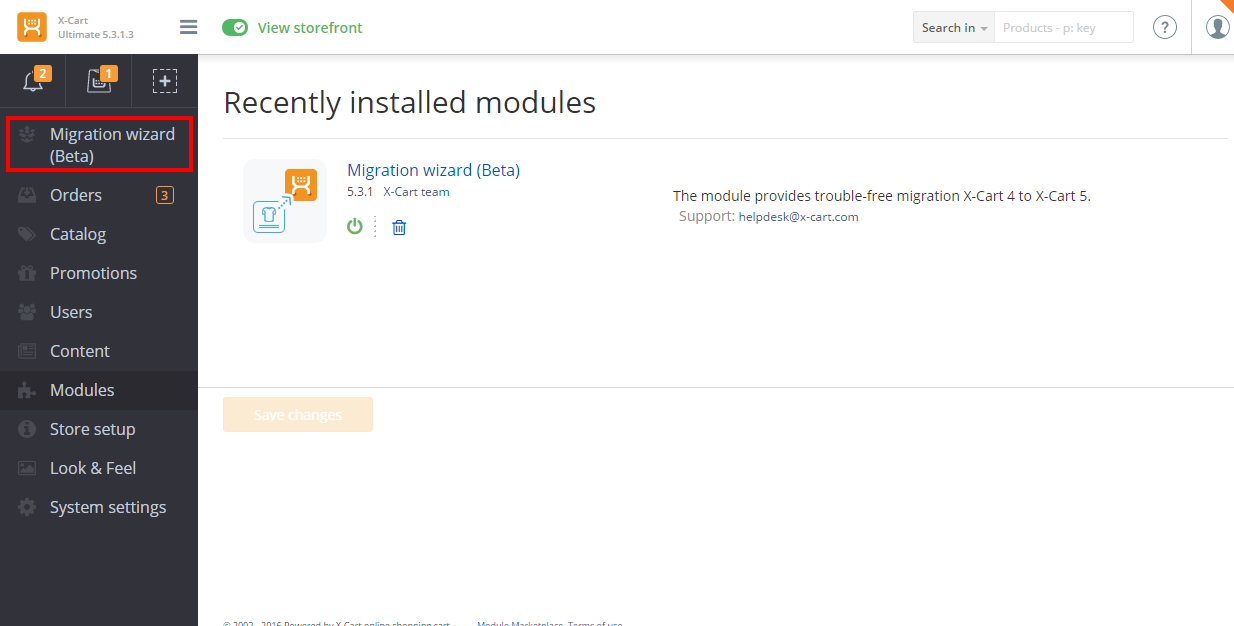 X-Cart
Ultimate 5.3.1.3
View storefront
Search in
Products - p: key
?
2
1
Migration wizard
(Beta)
Orders
3
Catalog
Promotions
Users
Content
Modules
Store setup
Look & Feel
System settings
Recently installed modules
Migration wizard (Beta)
5.3.1 X-Cart team
The module provides trouble-free migration X-Cart 4 to X-Cart 5.
Support: helpdesk@x-cart.com
Save changes
© 2002 - 2016 Powered by X-Cart online shopping cart Module Marketplace Terms of use